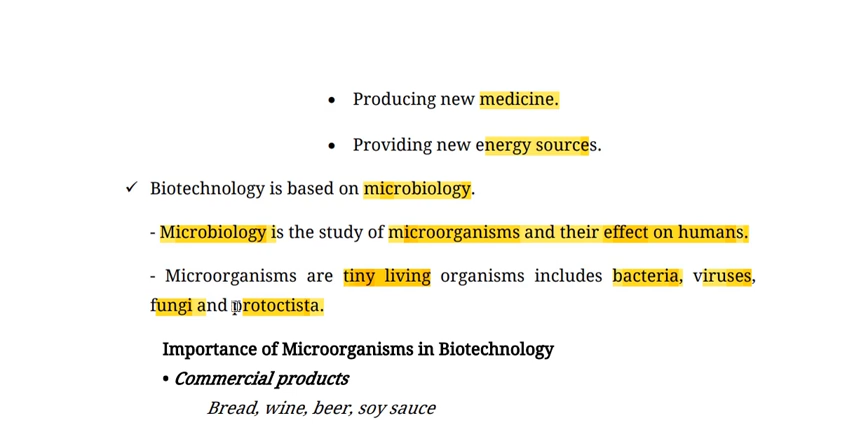 • Producing new medicine.
• Providing new energy sources.
✓ Biotechnology is based on microbiology.
- Microbiology is the study of microorganisms and their effect on humans.
- Microorganisms are tiny living organisms includes bacteria, viruses,
fungi and protoctista.
Importance of Microorganisms in Biotechnology
• Commercial products
Bread, wine, beer, soy sauce